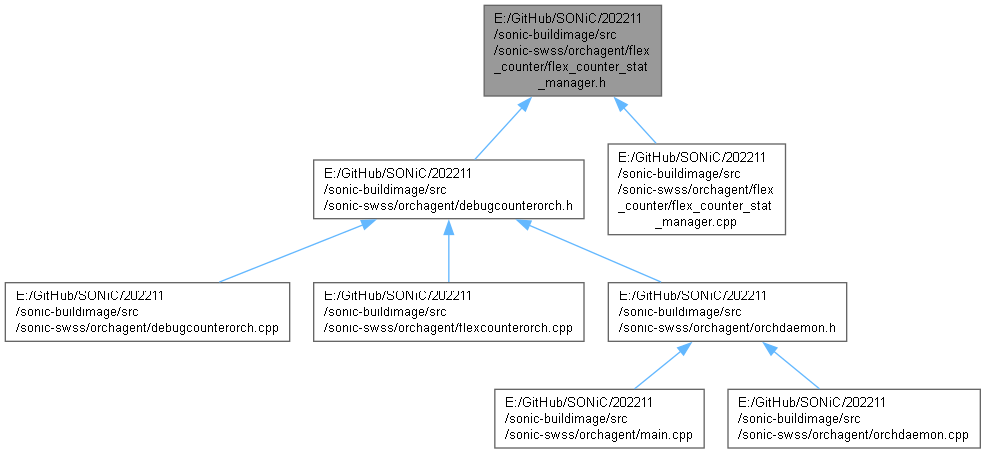 E:/GitHub/SONiC/202211
/sonic-buildimage/src
/sonic-swss/orchagent/flex
_counter/flex_counter_stat
_manager.h
E:/GitHub/SONiC/202211
/sonic-buildimage/src
/sonic-swss/orchagent/debugcounterorch.h
E:/GitHub/SONiC/202211
/sonic-buildimage/src
/sonic-swss/orchagent/flex
_counter/flex_counter_stat
_manager.cpp
E:/GitHub/SONiC/202211
/sonic-buildimage/src
/sonic-swss/orchagent/debugcounterorch.cpp
E:/GitHub/SONiC/202211
/sonic-buildimage/src
/sonic-swss/orchagent/flexcounterorch.cpp
E:/GitHub/SONiC/202211
/sonic-buildimage/src
/sonic-swss/orchagent/orchdaemon.h
E:/GitHub/SONiC/202211
/sonic-buildimage/src
/sonic-swss/orchagent/main.cpp
E:/GitHub/SONiC/202211
/sonic-buildimage/src
/sonic-swss/orchagent/orchdaemon.cpp